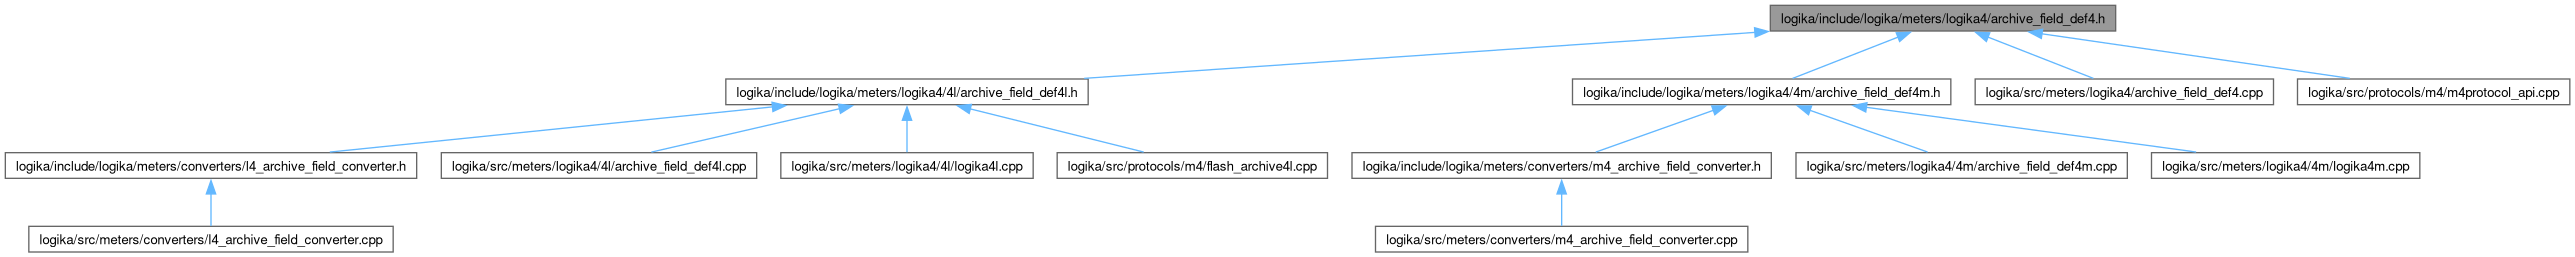 logika/include/logika/meters/logika4/archive_field_def4.h
logika/include/logika/meters/logika4/4l/archive_field_def4l.h
logika/include/logika/meters/logika4/4m/archive_field_def4m.h
logika/src/meters/logika4/archive_field_def4.cpp
logika/src/protocols/m4/m4protocol_api.cpp
logika/include/logika/meters/converters/l4_archive_field_converter.h
logika/src/meters/logika4/4l/archive_field_def4l.cpp
logika/src/meters/logika4/4l/logika4l.cpp
logika/src/protocols/m4/flash_archive4l.cpp
logika/include/logika/meters/converters/m4_archive_field_converter.h
logika/src/meters/logika4/4m/archive_field_def4m.cpp
logika/src/meters/logika4/4m/logika4m.cpp
logika/src/meters/converters/l4_archive_field_converter.cpp
logika/src/meters/converters/m4_archive_field_converter.cpp